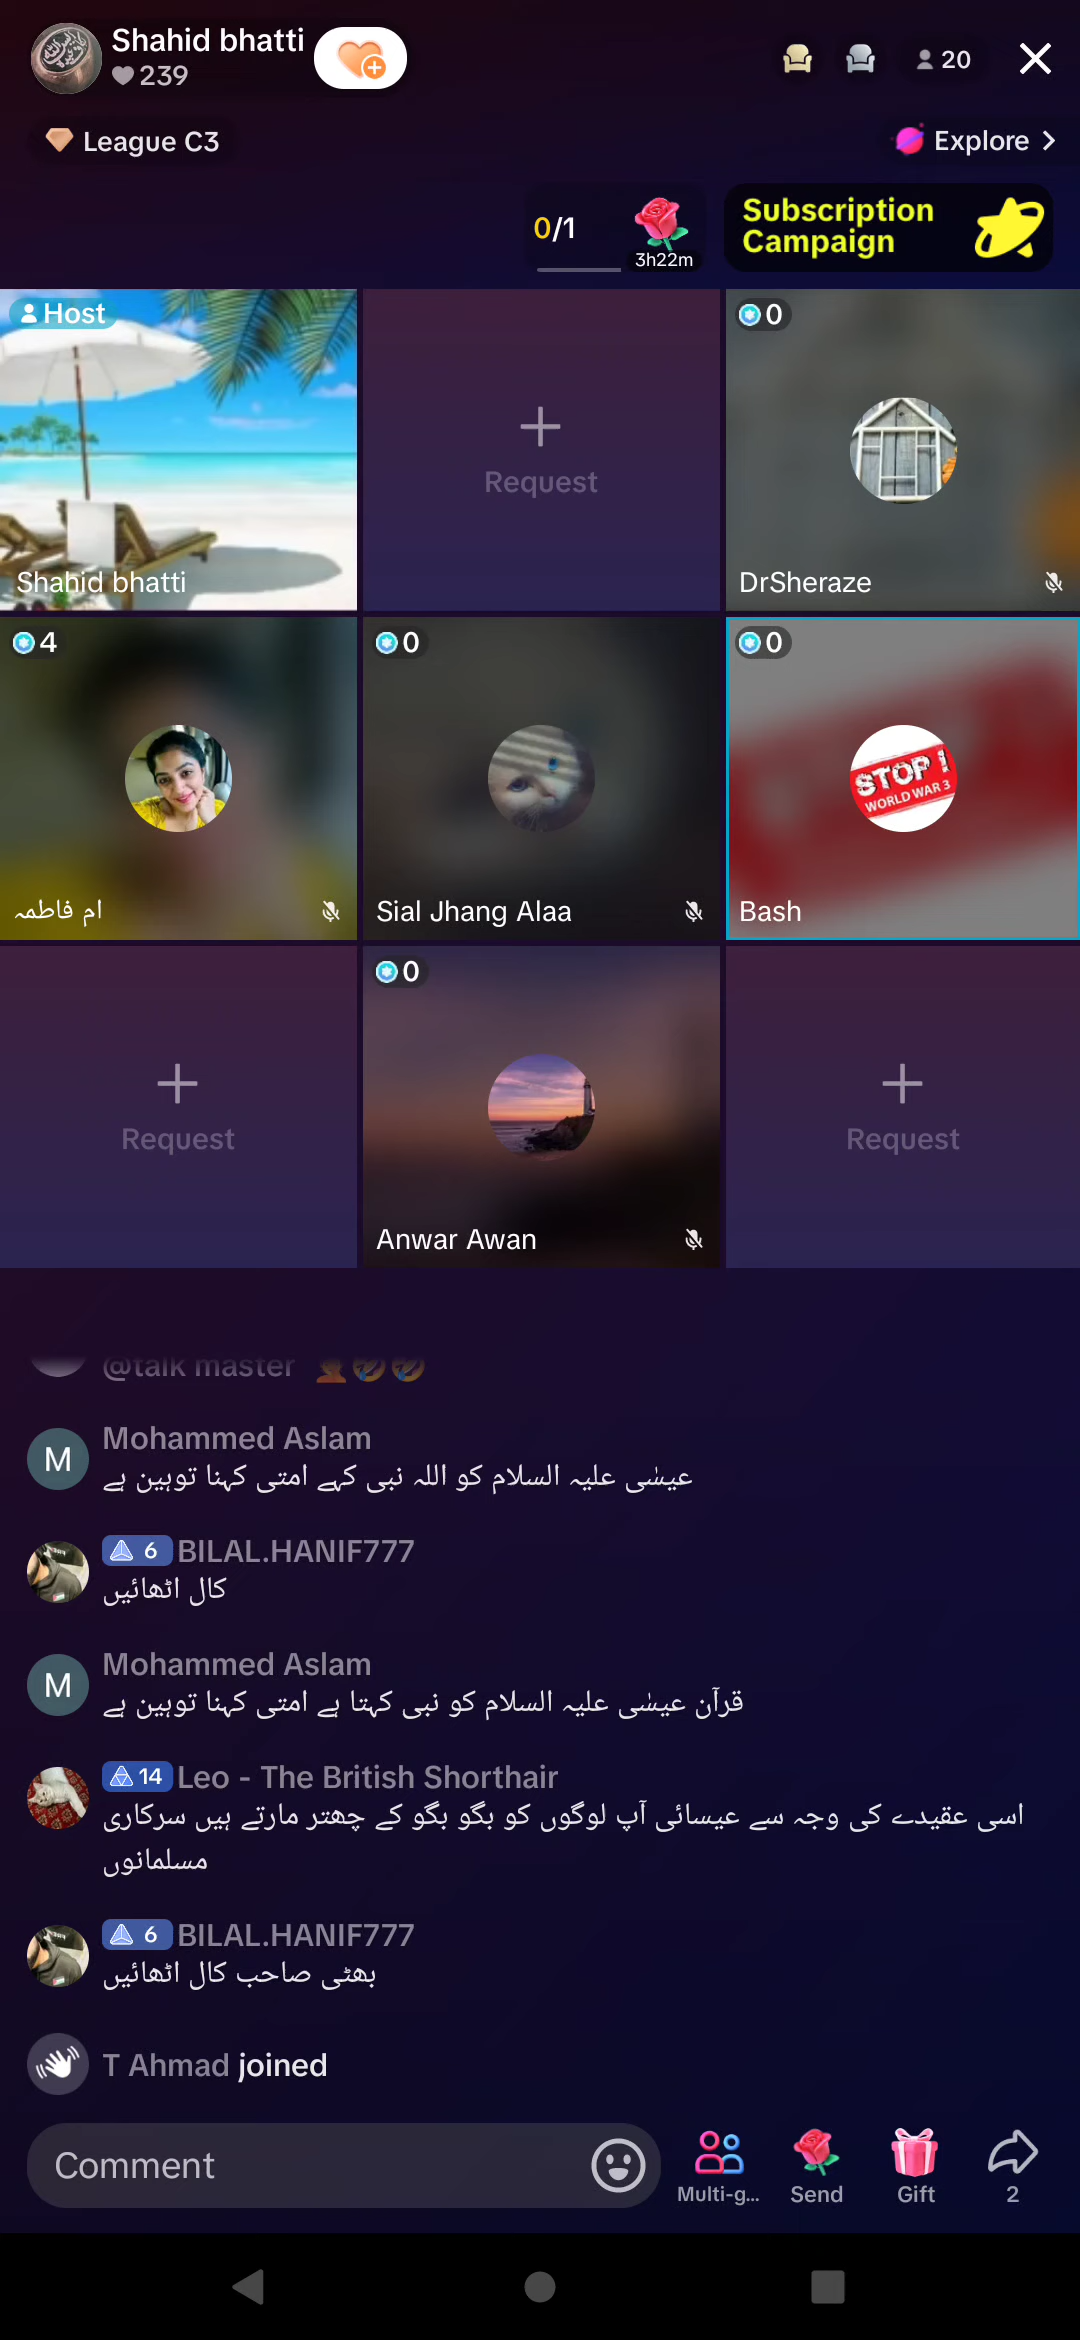 Shahid bhatti
239
20
League C3
Explore
0/1
3h22m
Subscription
Campaign
Host
Request
0
Shahid bhatti
DrSheraze
4
0
0
STOP !
WORLD WAR 3
ام فاطمہ
Sial Jhang Alaa
Bash
0
Request
Request
Anwar Awan
@talk master 🤦🤣🤣
M
Mohammed Aslam
عیسٰی علیہ السلام کو اللہ نبی کہے امتی کہنا توہین ہے
6 BILAL.HANIF777
کال اٹھائیں
M
Mohammed Aslam
قرآن عیسٰی علیہ السلام کو نبی کہتا ہے امتی کہنا توہین ہے
14 Leo - The British Shorthair
اسی عقیدے کی وجہ سے عیسائی آپ لوگوں کو بگو بگو کے چھتر مارتے ہیں سرکاری
مسلمانوں
6 BILAL.HANIF777
بھٹی صاحب کال اٹھائیں
T Ahmad joined
Comment
Multi-g...
Send
Gift
2